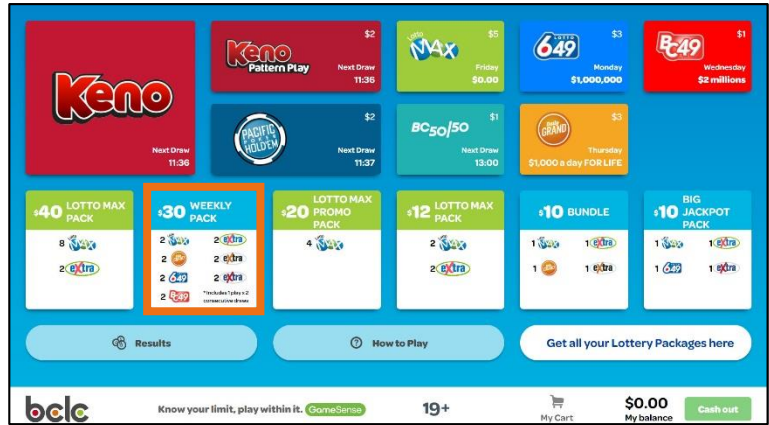 Keno
Next Draw
11:36
$2
Keno
Pattern Play
Next Draw
11:36
$5
Lotto
MAX
Friday
$0.00
$3
LOTTO
6/49
Monday
$1,000,000
$1
BC49
Wednesday
$2 millions
$2
PACIFIC
POKER
HOLD'EM
Next Draw
11:37
$1
BC50/50
Next Draw
13:00
$3
DAILY
GRAND
Thursday
$1,000 a day FOR LIFE
$40 LOTTO MAX
PACK
8 MAX
2 extra
$30 WEEKLY
PACK
2 MAX 2 extra
2 2 extra
2 649 2 extra
2 BC49 *Includes 1 play x 2
consecutive draws
$20 LOTTO MAX
PROMO
PACK
4 MAX
$12 LOTTO MAX
PACK
2 MAX
2 extra
$10 BUNDLE
1 MAX 1 extra
1 1 extra
$10 BIG
JACKPOT
PACK
1 MAX 1 extra
1 649 1 extra
Results
How to Play
Get all your Lottery Packages here
bclc
Know your limit, play within it. GameSense
19+
My Cart
$0.00
My balance
Cash out